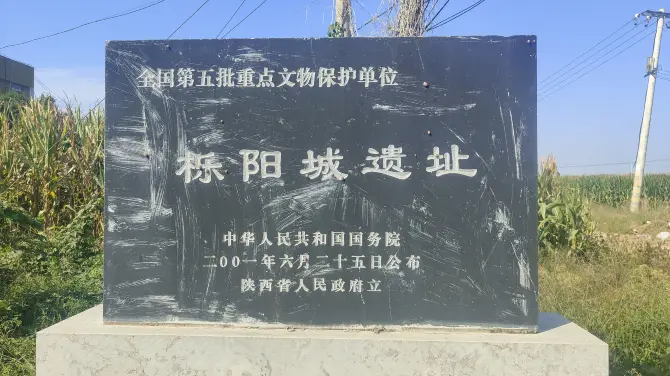 全国第五批重点文物保护单位
栎阳城遗址
中华人民共和国国务院
二〇〇一年六月二十五日公布
陕西省人民政府立